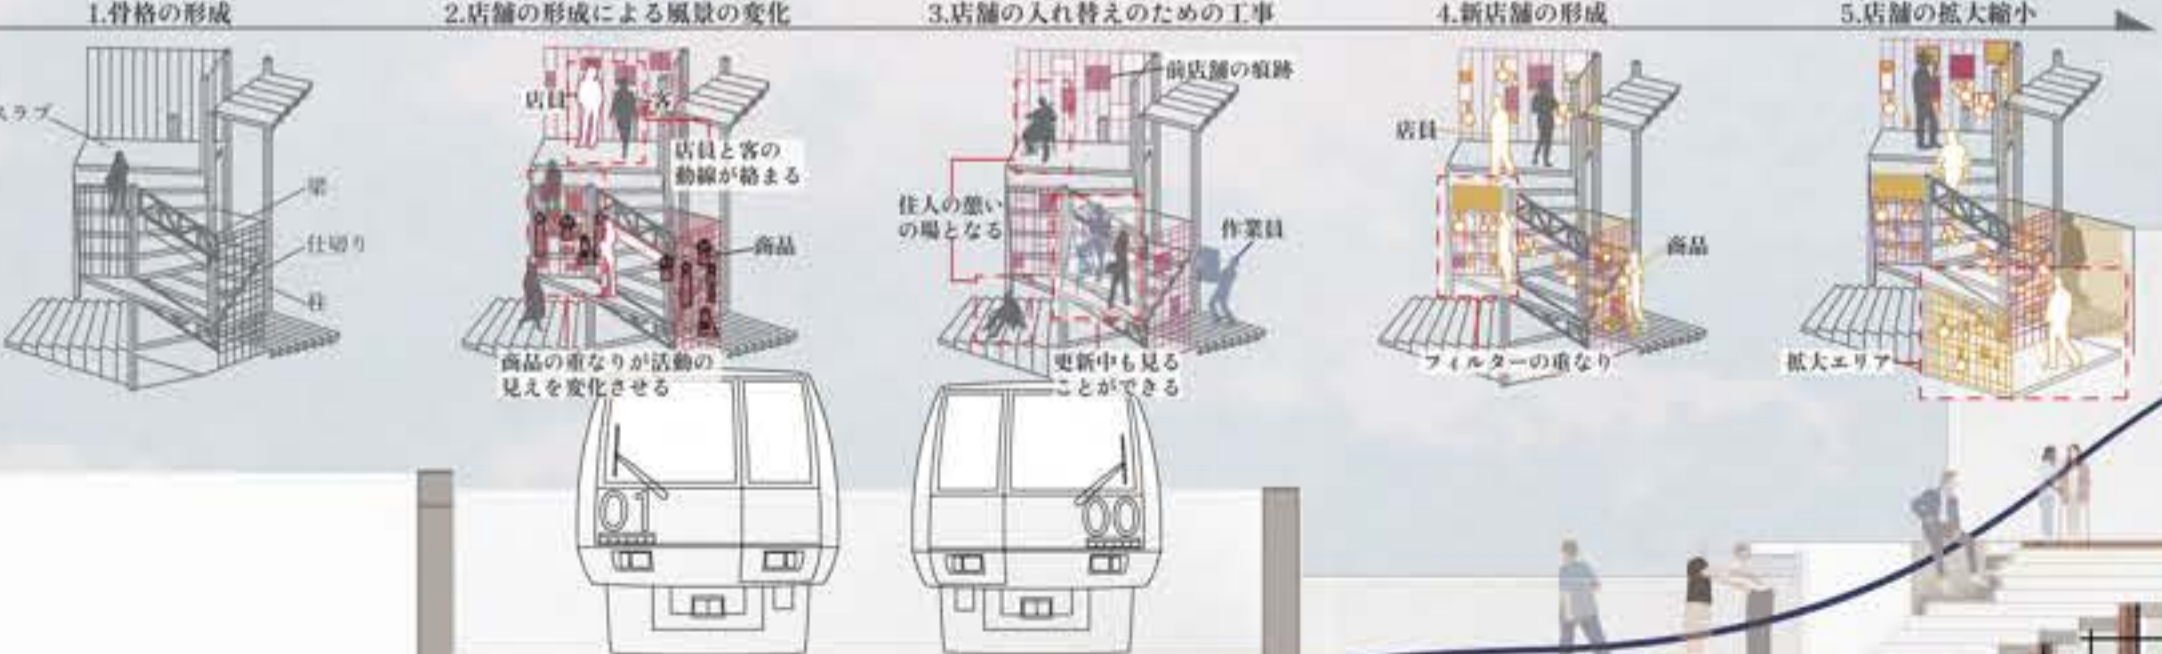 1.骨格の形成
2.店舗の形成による風景の変化
3.店舗の入れ替えのための工事
4.新店舗の形成
5.店舗の拡大縮小
スラブ
梁
仕切り
柱
店員
客
店員と客の
動線が絡まる
商品
商品の重なりが活動の
見えを変化させる
前店舗の痕跡
住人の憩い
の場となる
作業員
更新中も見る
ことができる
店員
商品
フィルターの重なり
拡大エリア
01
00